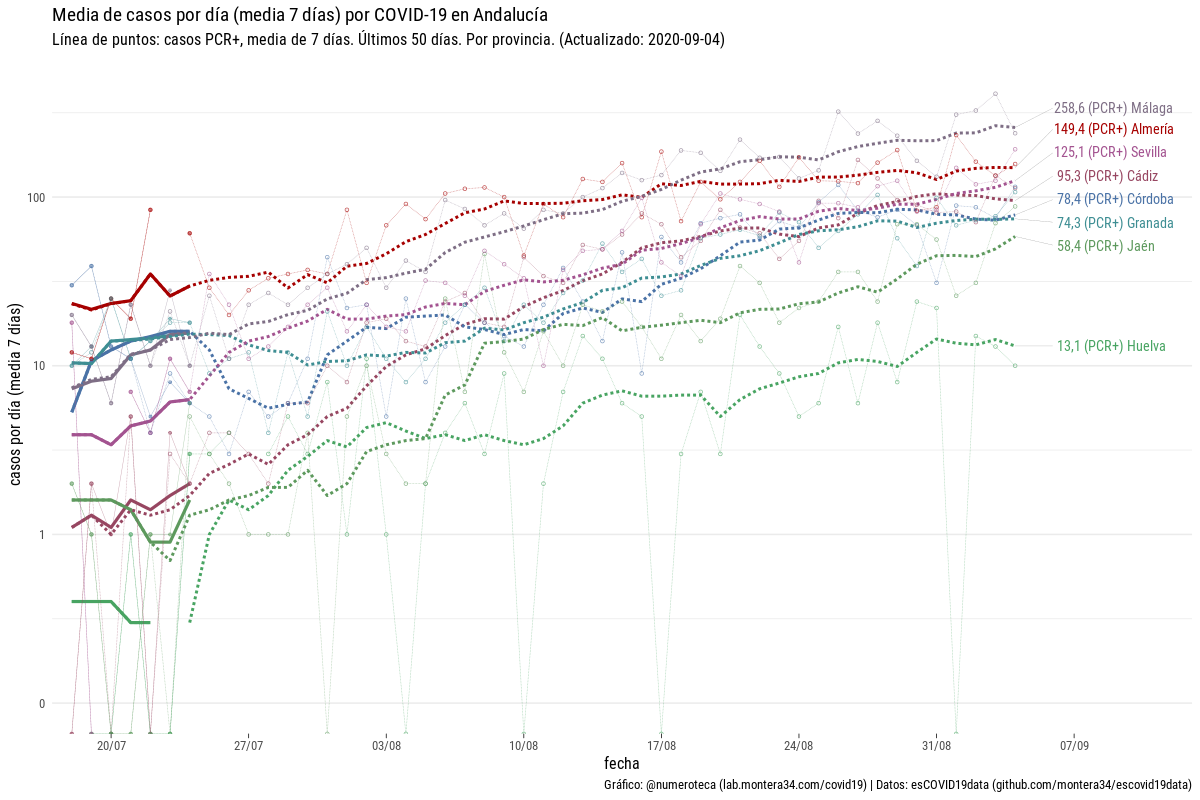 Media de casos por día (media 7 días) por COVID-19 en Andalucía
Línea de puntos: casos PCR+, media de 7 días. Últimos 50 días. Por provincia. (Actualizado: 2020-09-04)
258,6 (PCR+) Málaga
149,4 (PCR+) Almería
125,1 (PCR+) Sevilla
95,3 (PCR+) Cádiz
78,4 (PCR+) Córdoba
74,3 (PCR+) Granada
58,4 (PCR+) Jaén
13,1 (PCR+) Huelva
casos por día (media 7 días)
100
10
1
0
20/07
27/07
03/08
10/08
17/08
24/08
31/08
07/09
fecha
Gráfico: @numeroteca (lab.montera34.com/covid19) | Datos: esCOVID19data (github.com/montera34/escovid19data)